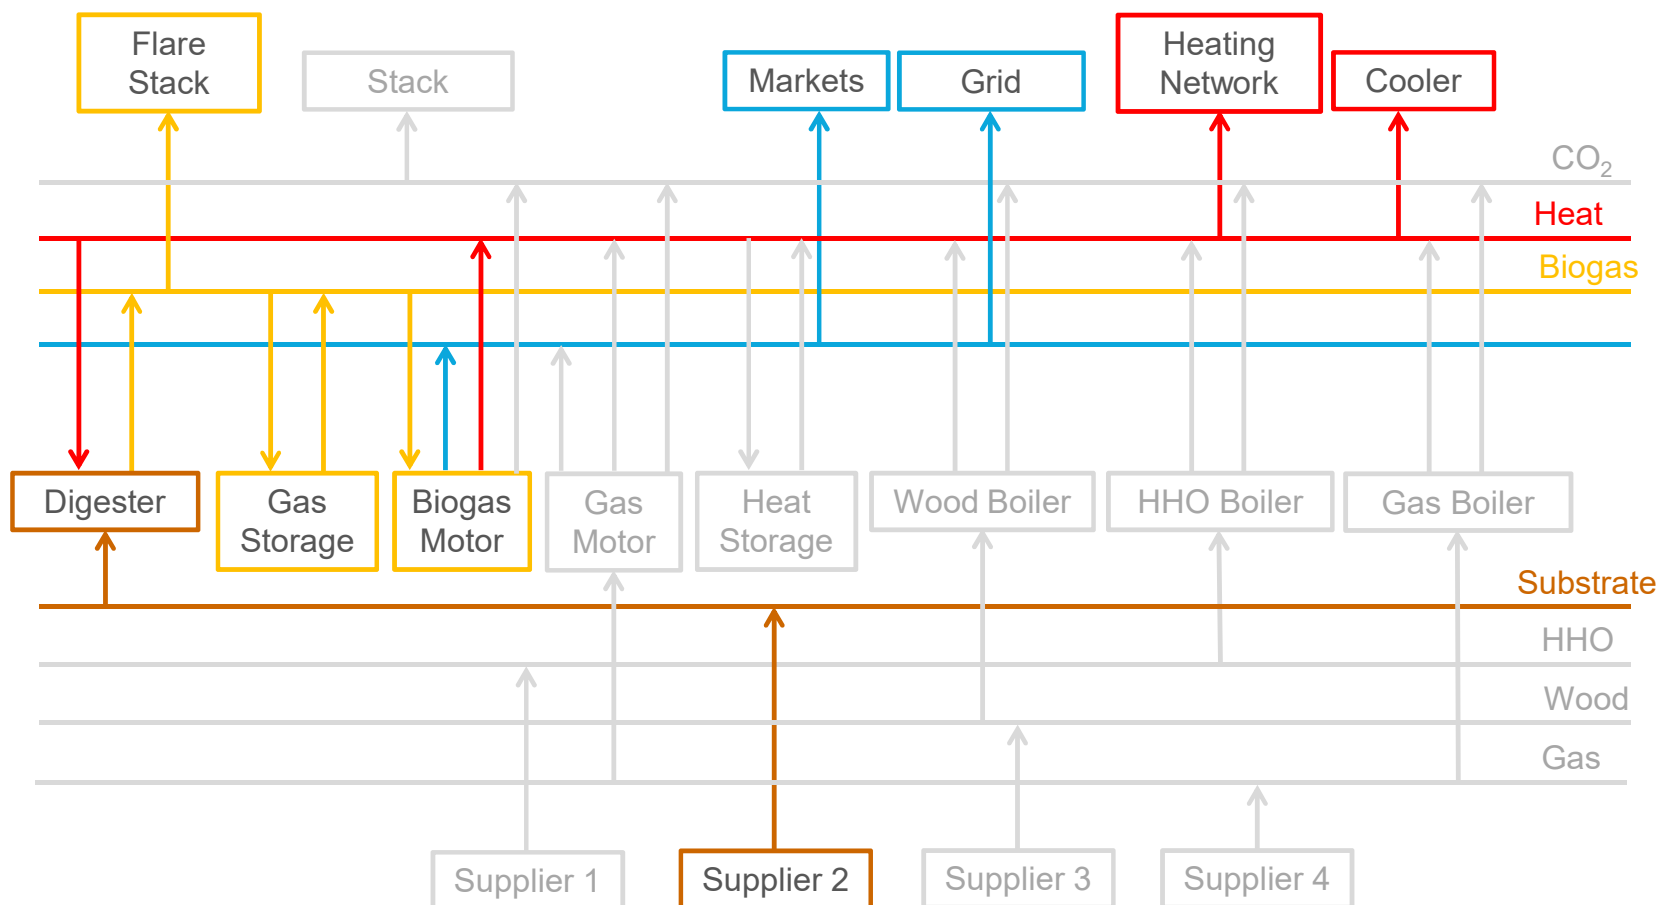 Flare
Stack
Stack
Markets
Grid
Heating
Network
Cooler
CO₂
Heat
Biogas
Digester
Gas
Storage
Biogas
Motor
Gas
Motor
Heat
Storage
Wood Boiler
HHO Boiler
Gas Boiler
Substrate
HHO
Wood
Gas
Supplier 1
Supplier 2
Supplier 3
Supplier 4